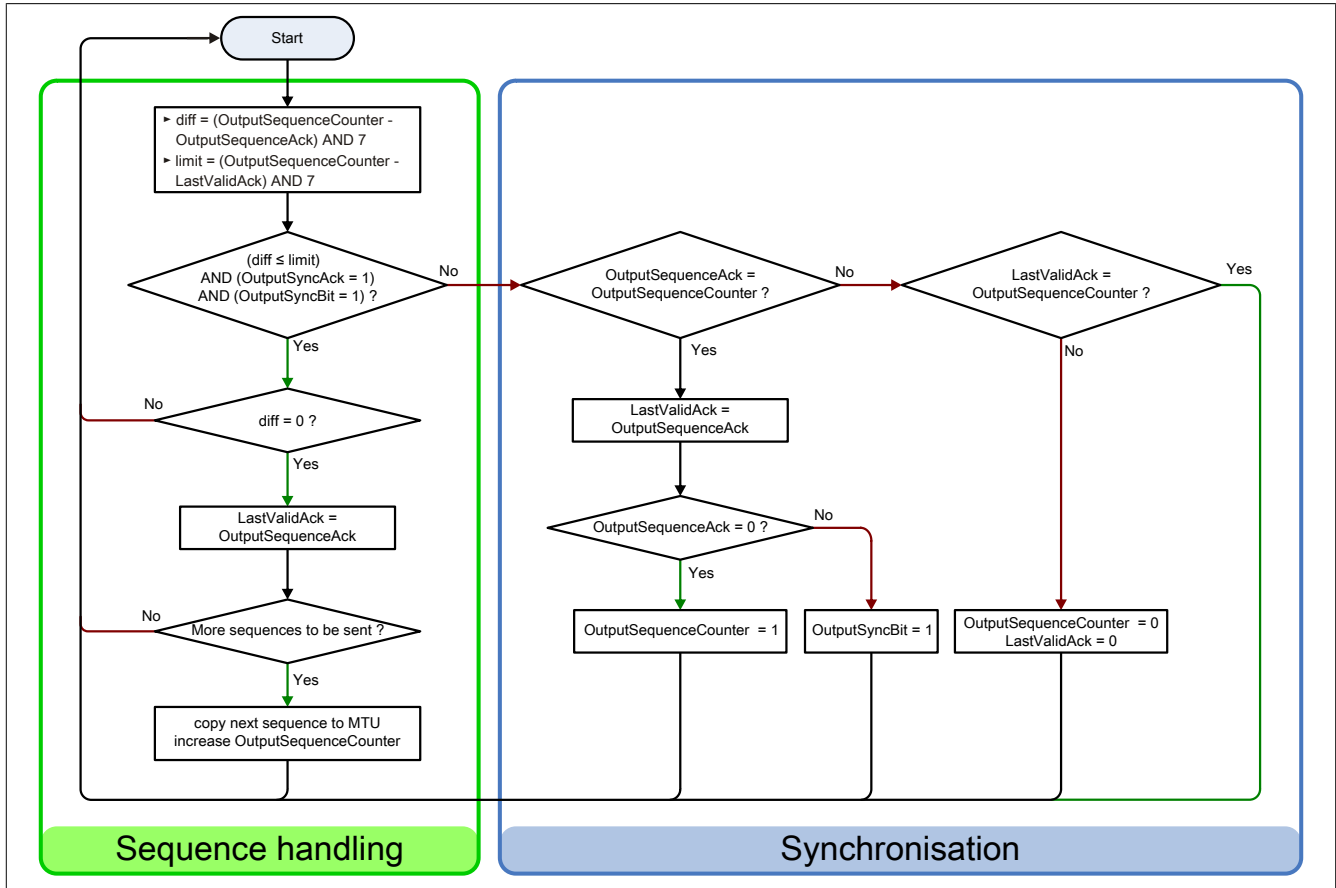 Start
► diff = (OutputSequenceCounter -
OutputSequenceAck) AND 7
► limit = (OutputSequenceCounter -
LastValidAck) AND 7
(diff ≤ limit)
AND (OutputSyncAck = 1)
AND (OutputSyncBit = 1) ?
No
Yes
diff = 0 ?
No
Yes
LastValidAck =
OutputSequenceAck
More sequences to be sent ?
No
Yes
copy next sequence to MTU
increase OutputSequenceCounter
Sequence handling
OutputSequenceAck =
OutputSequenceCounter ?
No
Yes
LastValidAck =
OutputSequenceAck
OutputSequenceAck = 0 ?
No
Yes
OutputSequenceCounter = 1
OutputSyncBit = 1
LastValidAck =
OutputSequenceCounter ?
Yes
No
OutputSequenceCounter = 0
LastValidAck = 0
Synchronisation